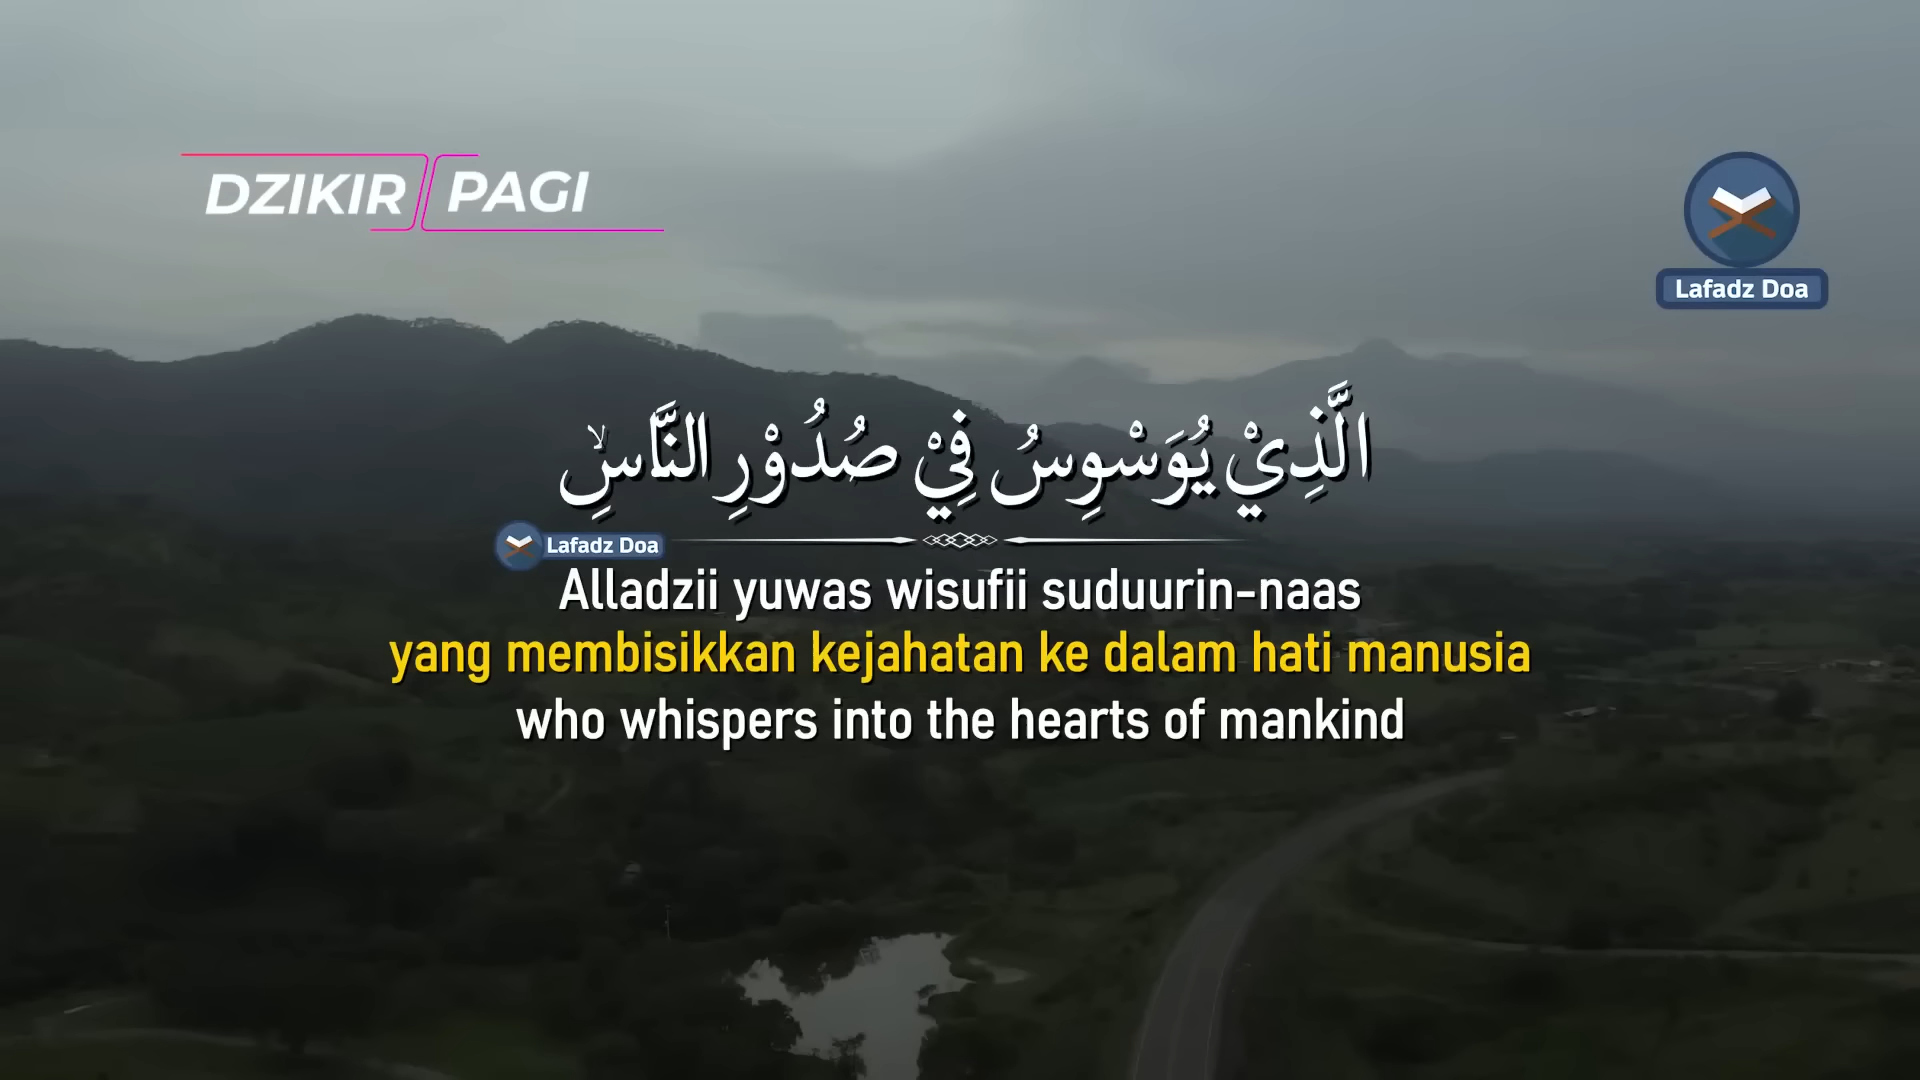 DZIKIR PAGI
Lafadz Doa
الَّذِيْ يُوَسْوِسُ فِيْ صُدُوْرِ النَّاسِۙ
Lafadz Doa
Alladzii yuwas wisufii suduurin-naas
yang membisikkan kejahatan ke dalam hati manusia
who whispers into the hearts of mankind